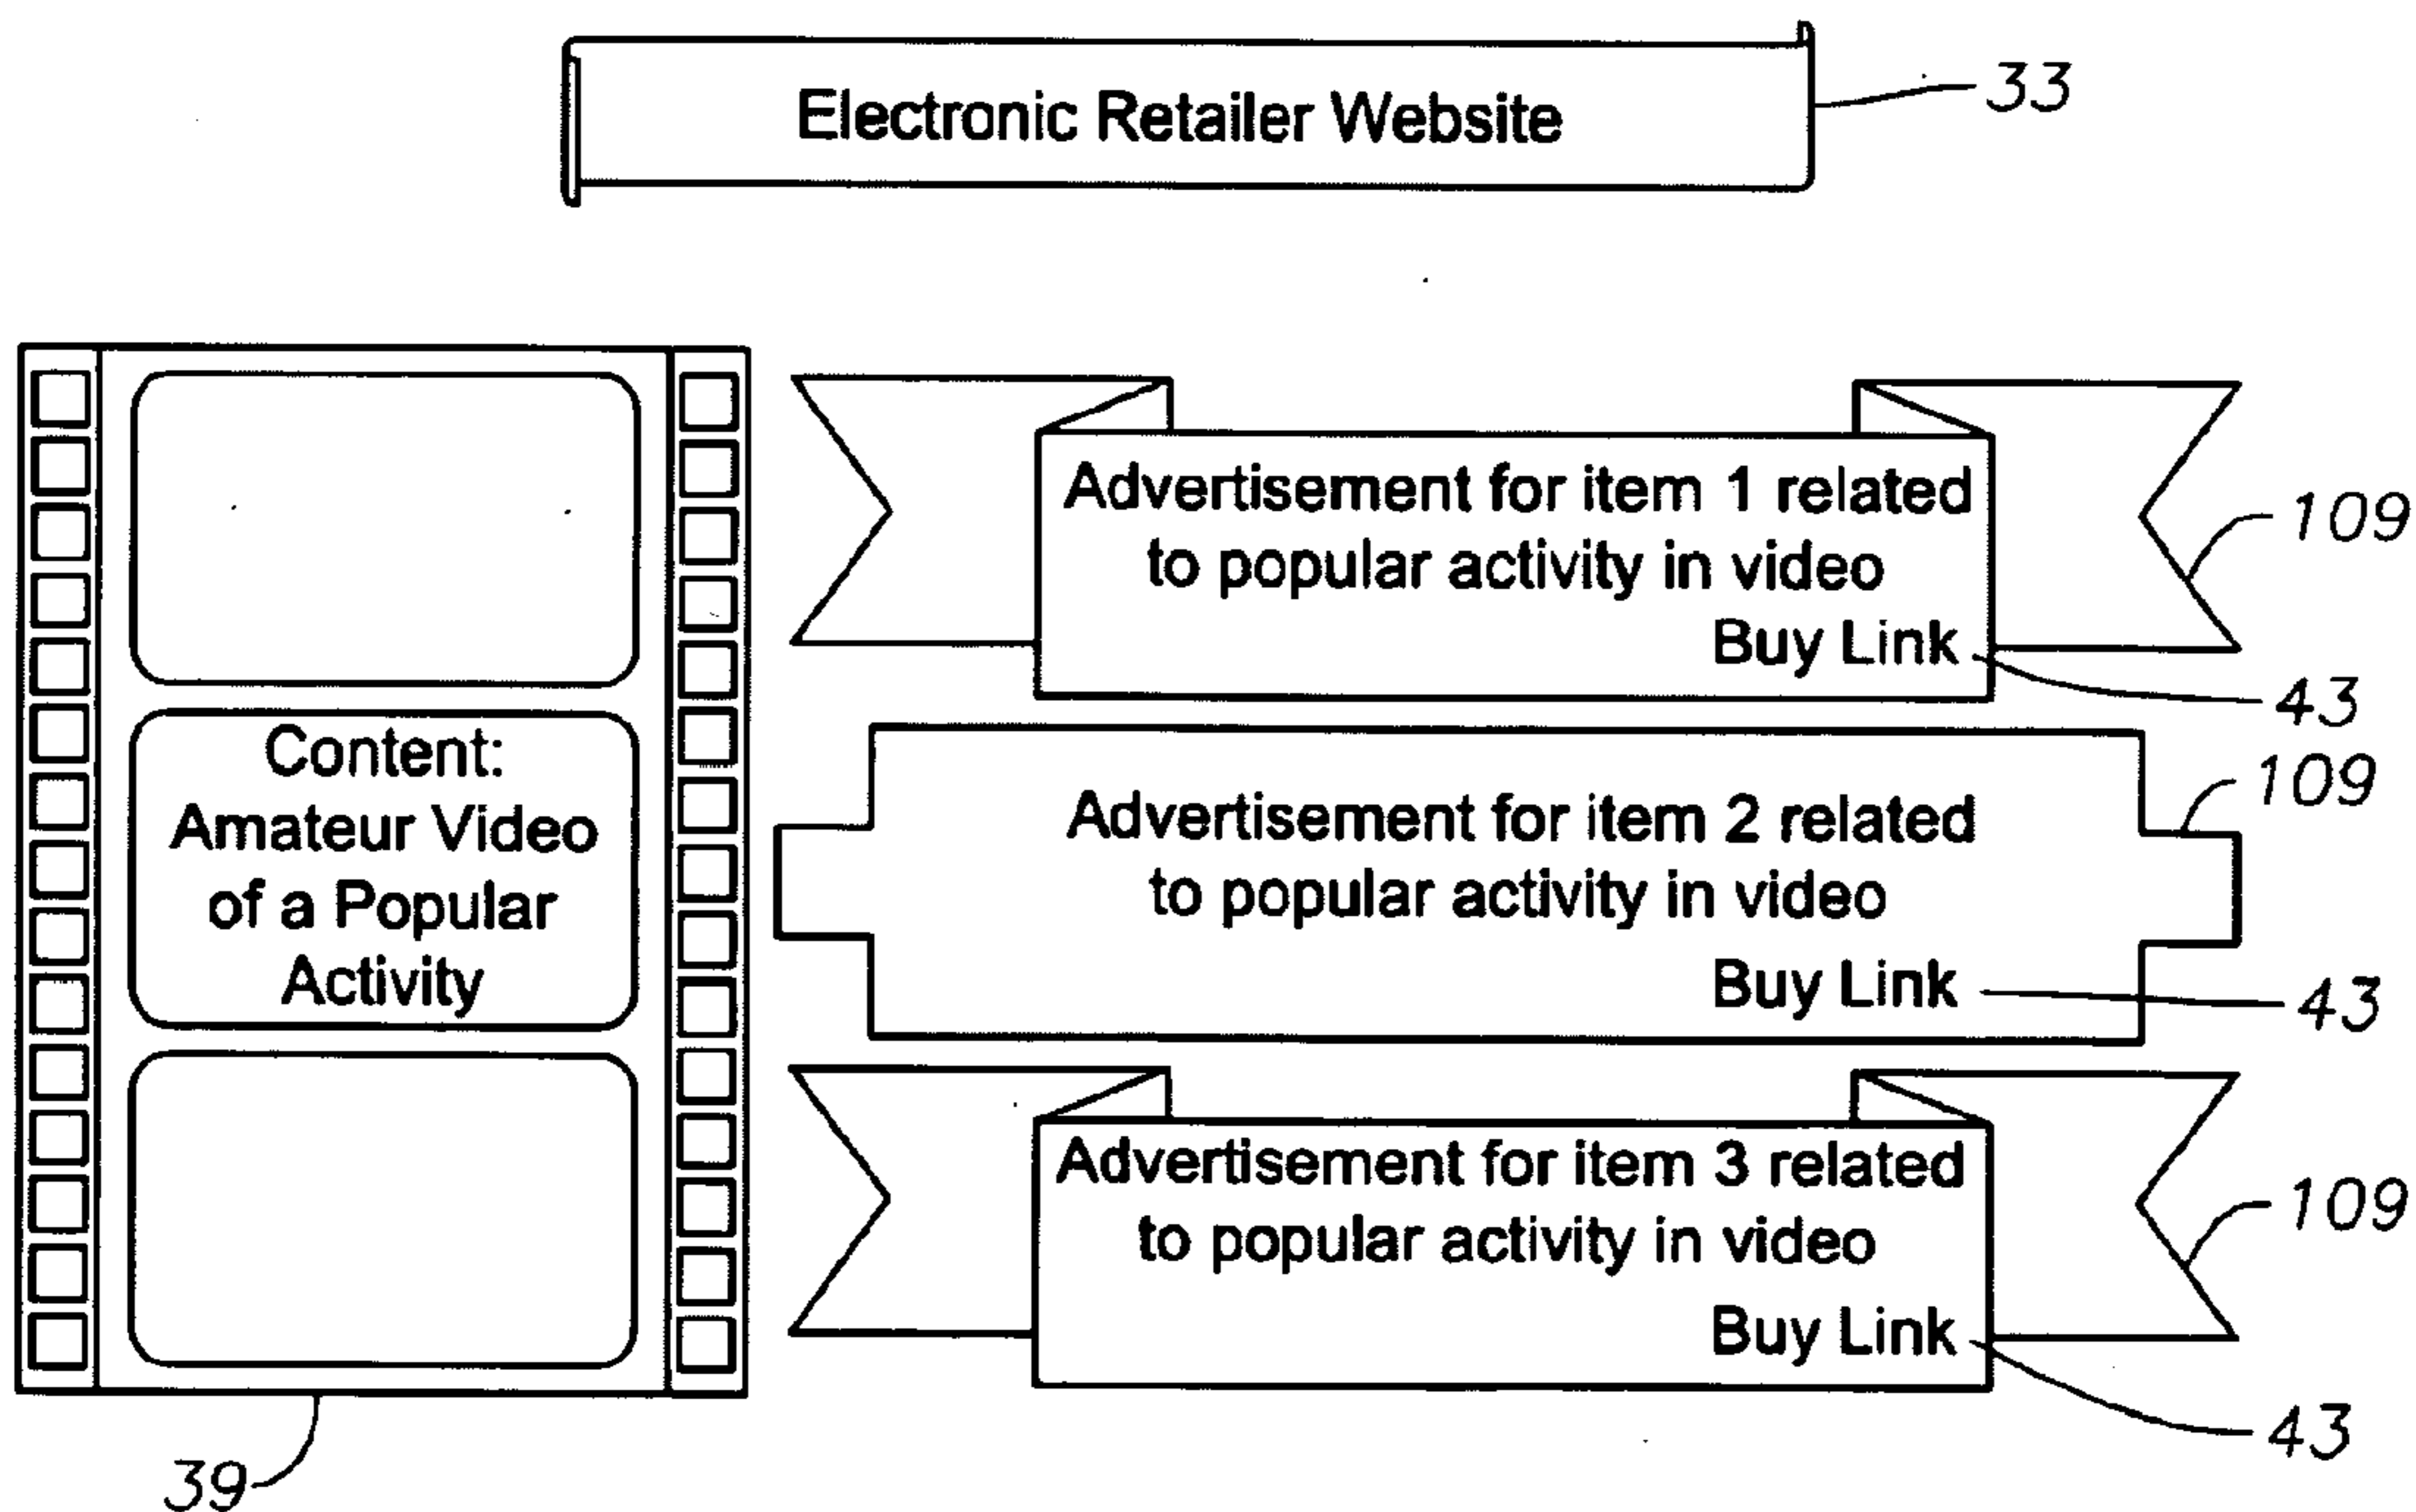 Electronic Retailer Website
33
Content:
Amateur Video
of a Popular
Activity
39
Advertisement for item 1 related
to popular activity in video
Buy Link
109
43
Advertisement for item 2 related
to popular activity in video
Buy Link
109
43
Advertisement for item 3 related
to popular activity in video
Buy Link
109
43